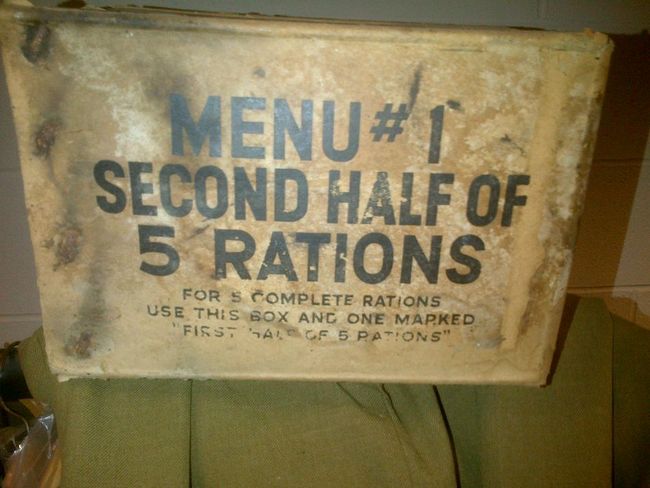 MENU #1
SECOND HALF OF
5 RATIONS
FOR 5 COMPLETE RATIONS
USE THIS BOX AND ONE MARKED
"FIRST HALF OF 5 RATIONS"